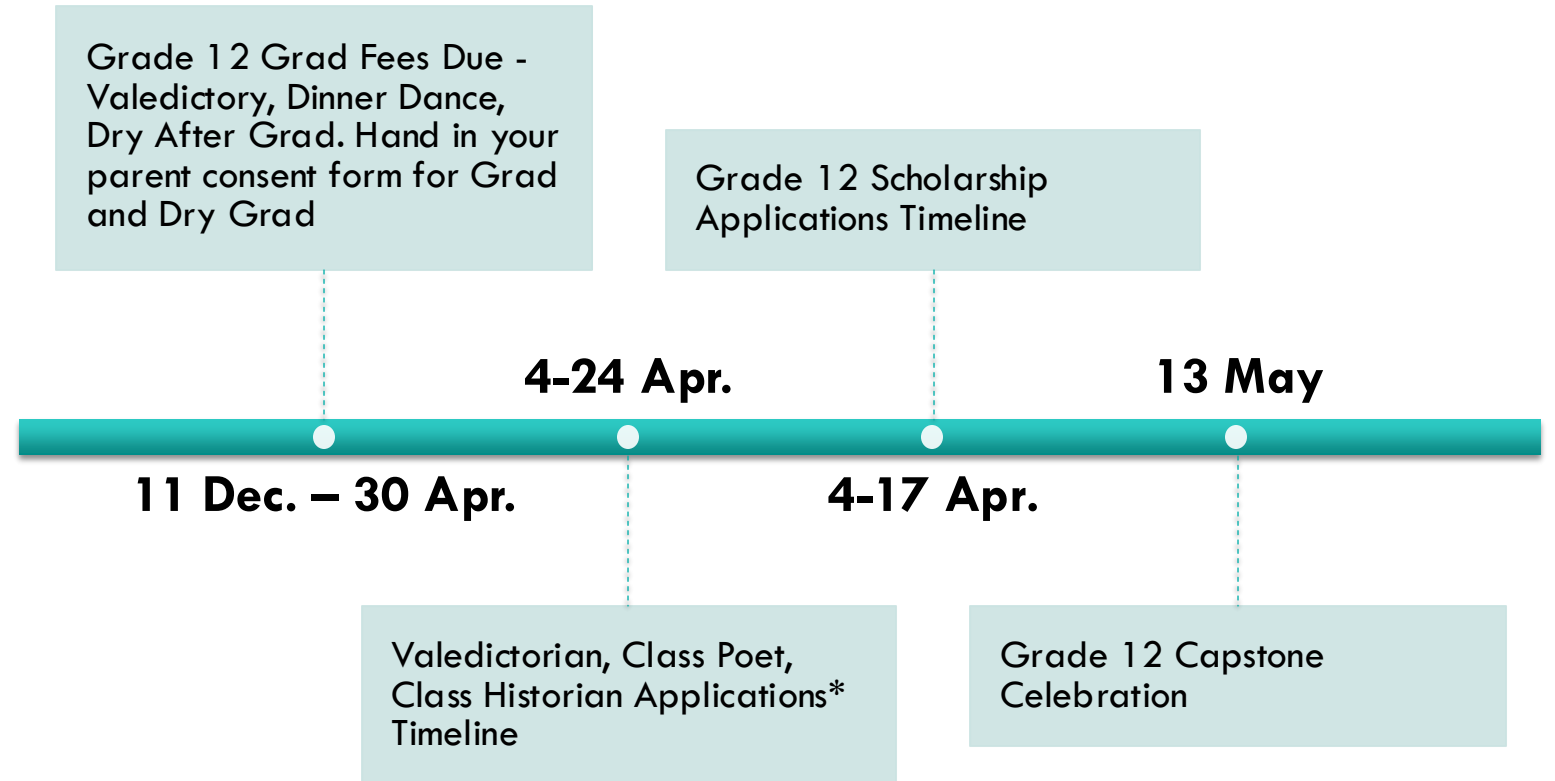 Grade 12 Grad Fees Due -
Valedictory, Dinner Dance,
Dry After Grad. Hand in your
parent consent form for Grad
and Dry Grad
11 Dec. – 30 Apr.
4-24 Apr.
Valedictorian, Class Poet,
Class Historian Applications*
Timeline
Grade 12 Scholarship
Applications Timeline
4-17 Apr.
13 May
Grade 12 Capstone
Celebration